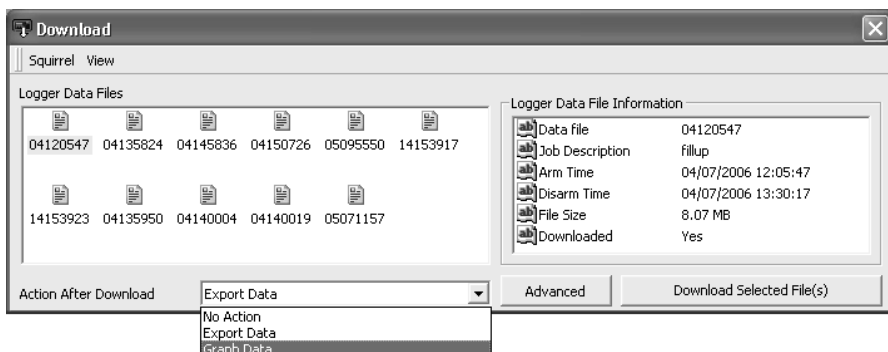 Download
Squirrel View
Logger Data Files
04120547 04135824 04145836 04150726 05095550 14153917
14153923 04135950 04140004 04140019 05071157
Logger Data File Information
Data file 04120547
Job Description fillup
Arm Time 04/07/2006 12:05:47
Disarm Time 04/07/2006 13:30:17
File Size 8.07 MB
Downloaded Yes
Action After Download Export Data Advanced Download Selected File(s)
No Action
Export Data
Graph Data